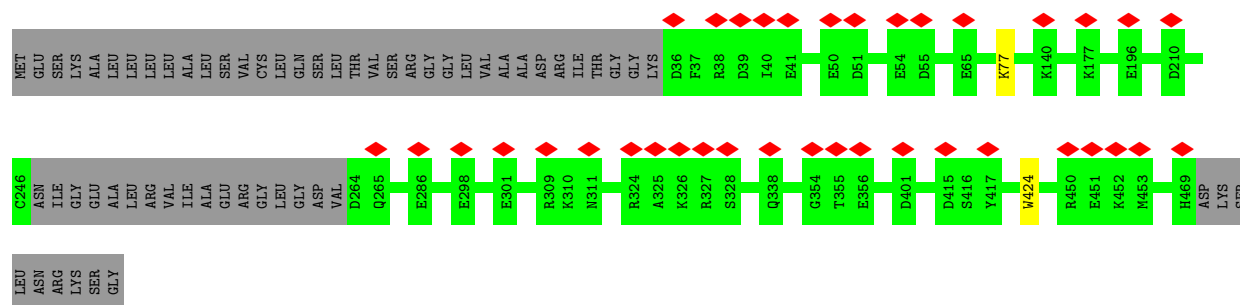 MET GLU SER LYS ALA LEU LEU LEU LEU ALA LEU SER VAL CYS LEU GLN SER LEU THR VAL SER ARG GLY GLY LEU VAL ALA ALA ASP ARG ILE THR GLY GLY LYS D36 F37 R38 D39 I40 E41 E50 D51 E54 D55 E65 K77 K140 K177 E196 D210
C246 ASN ILE GLY GLU ALA LEU ARG VAL ILE ALA GLU ARG GLY LEU GLY ASP VAL D264 Q265 E286 E298 E301 R309 K310 N311 R324 A325 K326 R327 S328 Q338 G354 T355 E356 D401 D415 S416 Y417 W424 R450 E451 K452 M453 H469 ASP LYS SER
LEU ASN ARG LYS SER GLY